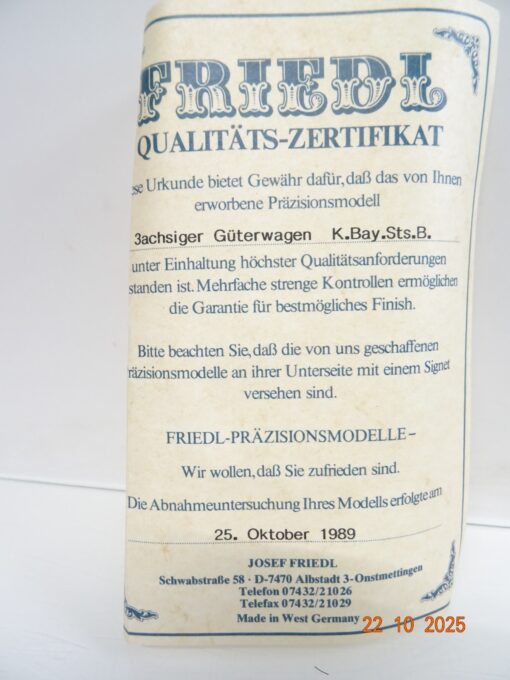 FRIEDL
QUALITÄTS-ZERTIFIKAT
ese Urkunde bietet Gewähr dafür, daß das von Ihnen
erworbene Präzisionsmodell
3achsiger Güterwagen K.Bay.Sts.B.
unter Einhaltung höchster Qualitätsanforderungen
standen ist. Mehrfache strenge Kontrollen ermöglichen
die Garantie für bestmögliches Finish.
Bitte beachten Sie, daß die von uns geschaffenen
räzisionsmodelle an ihrer Unterseite mit einem Signet
versehen sind.
FRIEDL-PRÄZISIONSMODELLE –
Wir wollen, daß Sie zufrieden sind.
Die Abnahmeuntersuchung Ihres Modells erfolgte am
25. Oktober 1989
JOSEF FRIEDL
Schwabstraße 58 · D-7470 Albstadt 3-Onstmettingen
Telefon 07432/21026
Telefax 07432/21029
Made in West Germany
22 10 2025